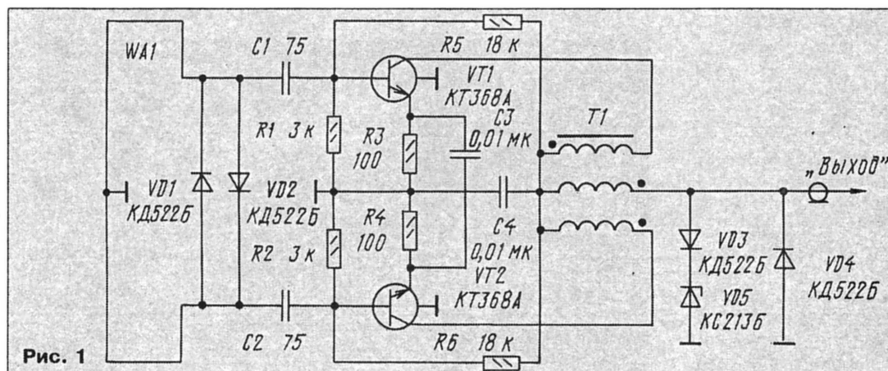 R5 18 к
WA1
C1 75
VT1
КТ368А
C3
0,01 мк
T1
R1 3 к
R3
100
„Выход"
VD1
КД522Б
VD2
КД522Б
R4
100
C4
0,01 мк
R2 3 к
VT2
КТ368А
VD3
КД522Б
VD4
КД522Б
VD5
КС213Б
C2 75
R6 18 к
Рис. 1